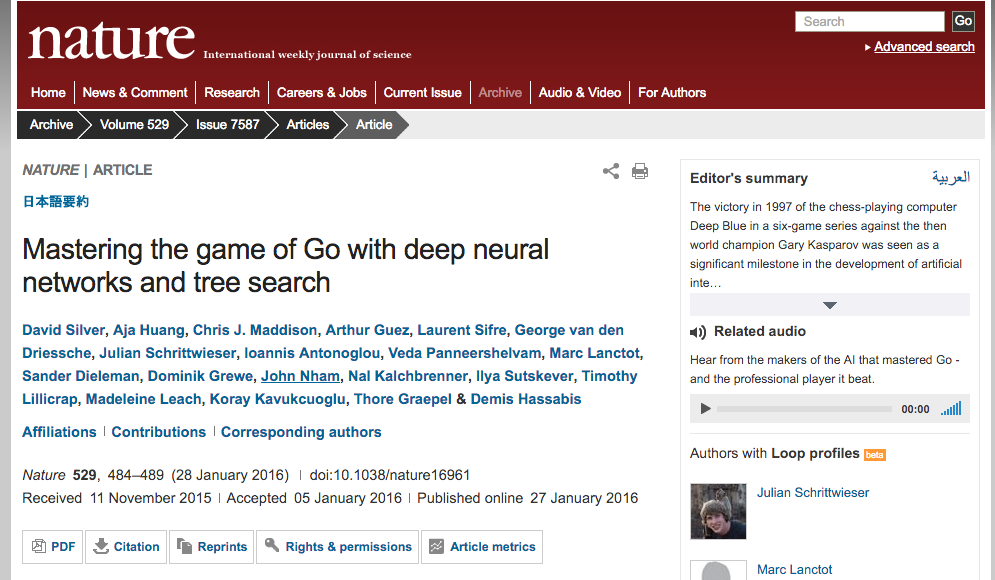 nature International weekly journal of science
Search Go
Advanced search
Home News & Comment Research Careers & Jobs Current Issue Archive Audio & Video For Authors
Archive Volume 529 Issue 7587 Articles Article
NATURE | ARTICLE
日本語要約
Mastering the game of Go with deep neural
networks and tree search
David Silver, Aja Huang, Chris J. Maddison, Arthur Guez, Laurent Sifre, George van den
Driessche, Julian Schrittwieser, Ioannis Antonoglou, Veda Panneershelvam, Marc Lanctot,
Sander Dieleman, Dominik Grewe, John Nham, Nal Kalchbrenner, Ilya Sutskever, Timothy
Lillicrap, Madeleine Leach, Koray Kavukcuoglu, Thore Graepel & Demis Hassabis
Affiliations | Contributions | Corresponding authors
Nature 529, 484–489 (28 January 2016) | doi:10.1038/nature16961
Received 11 November 2015 | Accepted 05 January 2016 | Published online 27 January 2016
PDF Citation Reprints Rights & permissions Article metrics
Editor's summary
العربية
The victory in 1997 of the chess-playing computer
Deep Blue in a six-game series against the then
world champion Gary Kasparov was seen as a
significant milestone in the development of artificial
inte…
Related audio
Hear from the makers of the AI that mastered Go -
and the professional player it beat.
00:00
Authors with Loop profiles beta
Julian Schrittwieser
Marc Lanctot